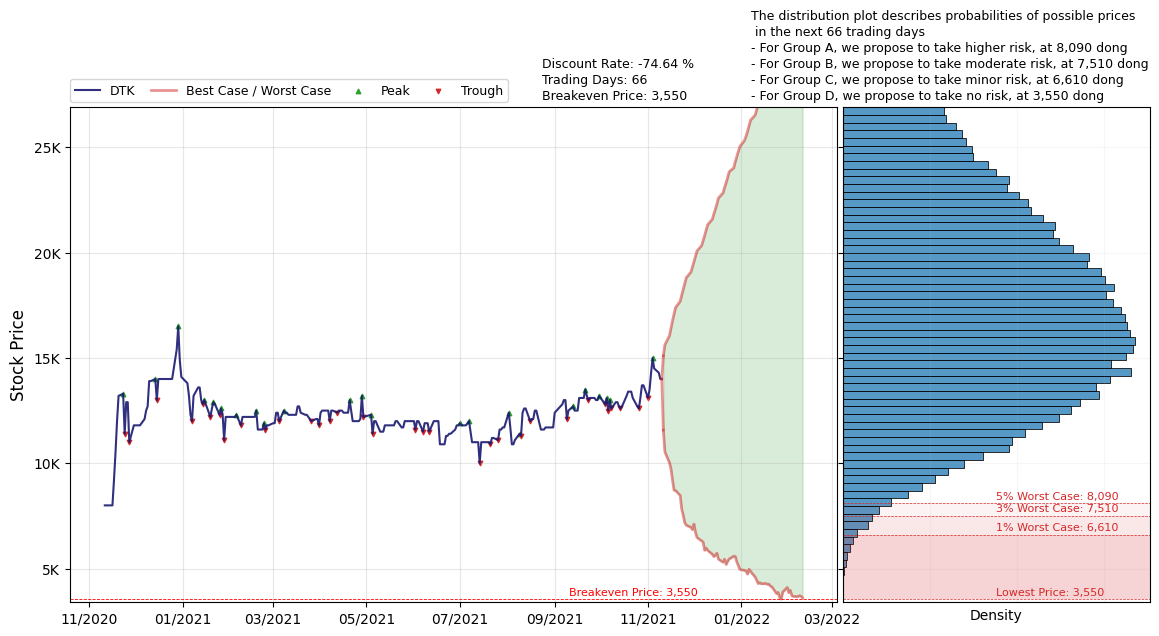 The distribution plot describes probabilities of possible prices
in the next 66 trading days
- For Group A, we propose to take higher risk, at 8,090 dong
- For Group B, we propose to take moderate risk, at 7,510 dong
- For Group C, we propose to take minor risk, at 6,610 dong
- For Group D, we propose to take no risk, at 3,550 dong
Discount Rate: -74.64 %
Trading Days: 66
Breakeven Price: 3,550
DTK
Best Case / Worst Case
Peak
Trough
Stock Price
25K
20K
15K
10K
5K
Breakeven Price: 3,550
11/2020
01/2021
03/2021
05/2021
07/2021
09/2021
11/2021
01/2022
03/2022
5% Worst Case: 8,090
3% Worst Case: 7,510
1% Worst Case: 6,610
Lowest Price: 3,550
Density